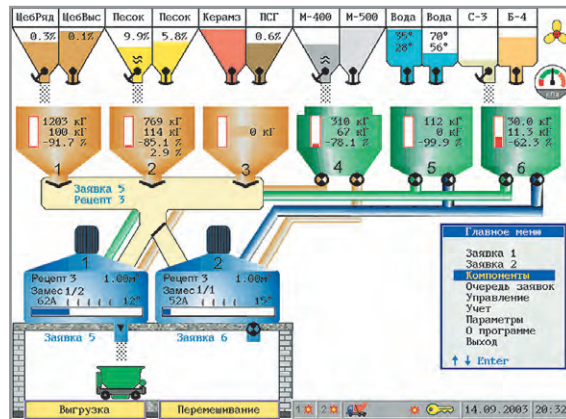 ЩебРяд ЩебВыс Песок Песок Керамз ПСГ М-400 М-500 Вода Вода С-3 Б-4
0.3% 0.1% 9.9% 5.8% 0.6% 35° 70°
28° 56°
кПа
1203 кГ 769 кГ 0 кГ 310 кГ 112 кГ 30.0 кГ
100 кГ 114 кГ 67 кГ 0 кГ 11.3 кГ
-91.7 % -85.1 % -78.1 % -99.9 % -62.3 %
2.9 %
1 2 3 4 5 6
Заявка 5
Рецепт 3
Главное меню
Заявка 1
Заявка 2
Компоненты
Очередь заявок
Управление
Учет
Параметры
О программе
Выход
↑ ↓ Enter
1 2
Рецепт 3 1.00м Рецепт 3 1.00м
Замес 1/2 Замес 1/1
62А 12° 52А 15°
Заявка 5 Заявка 6
Выгрузка Перемешивание
1 2 14.09.2003 20:32